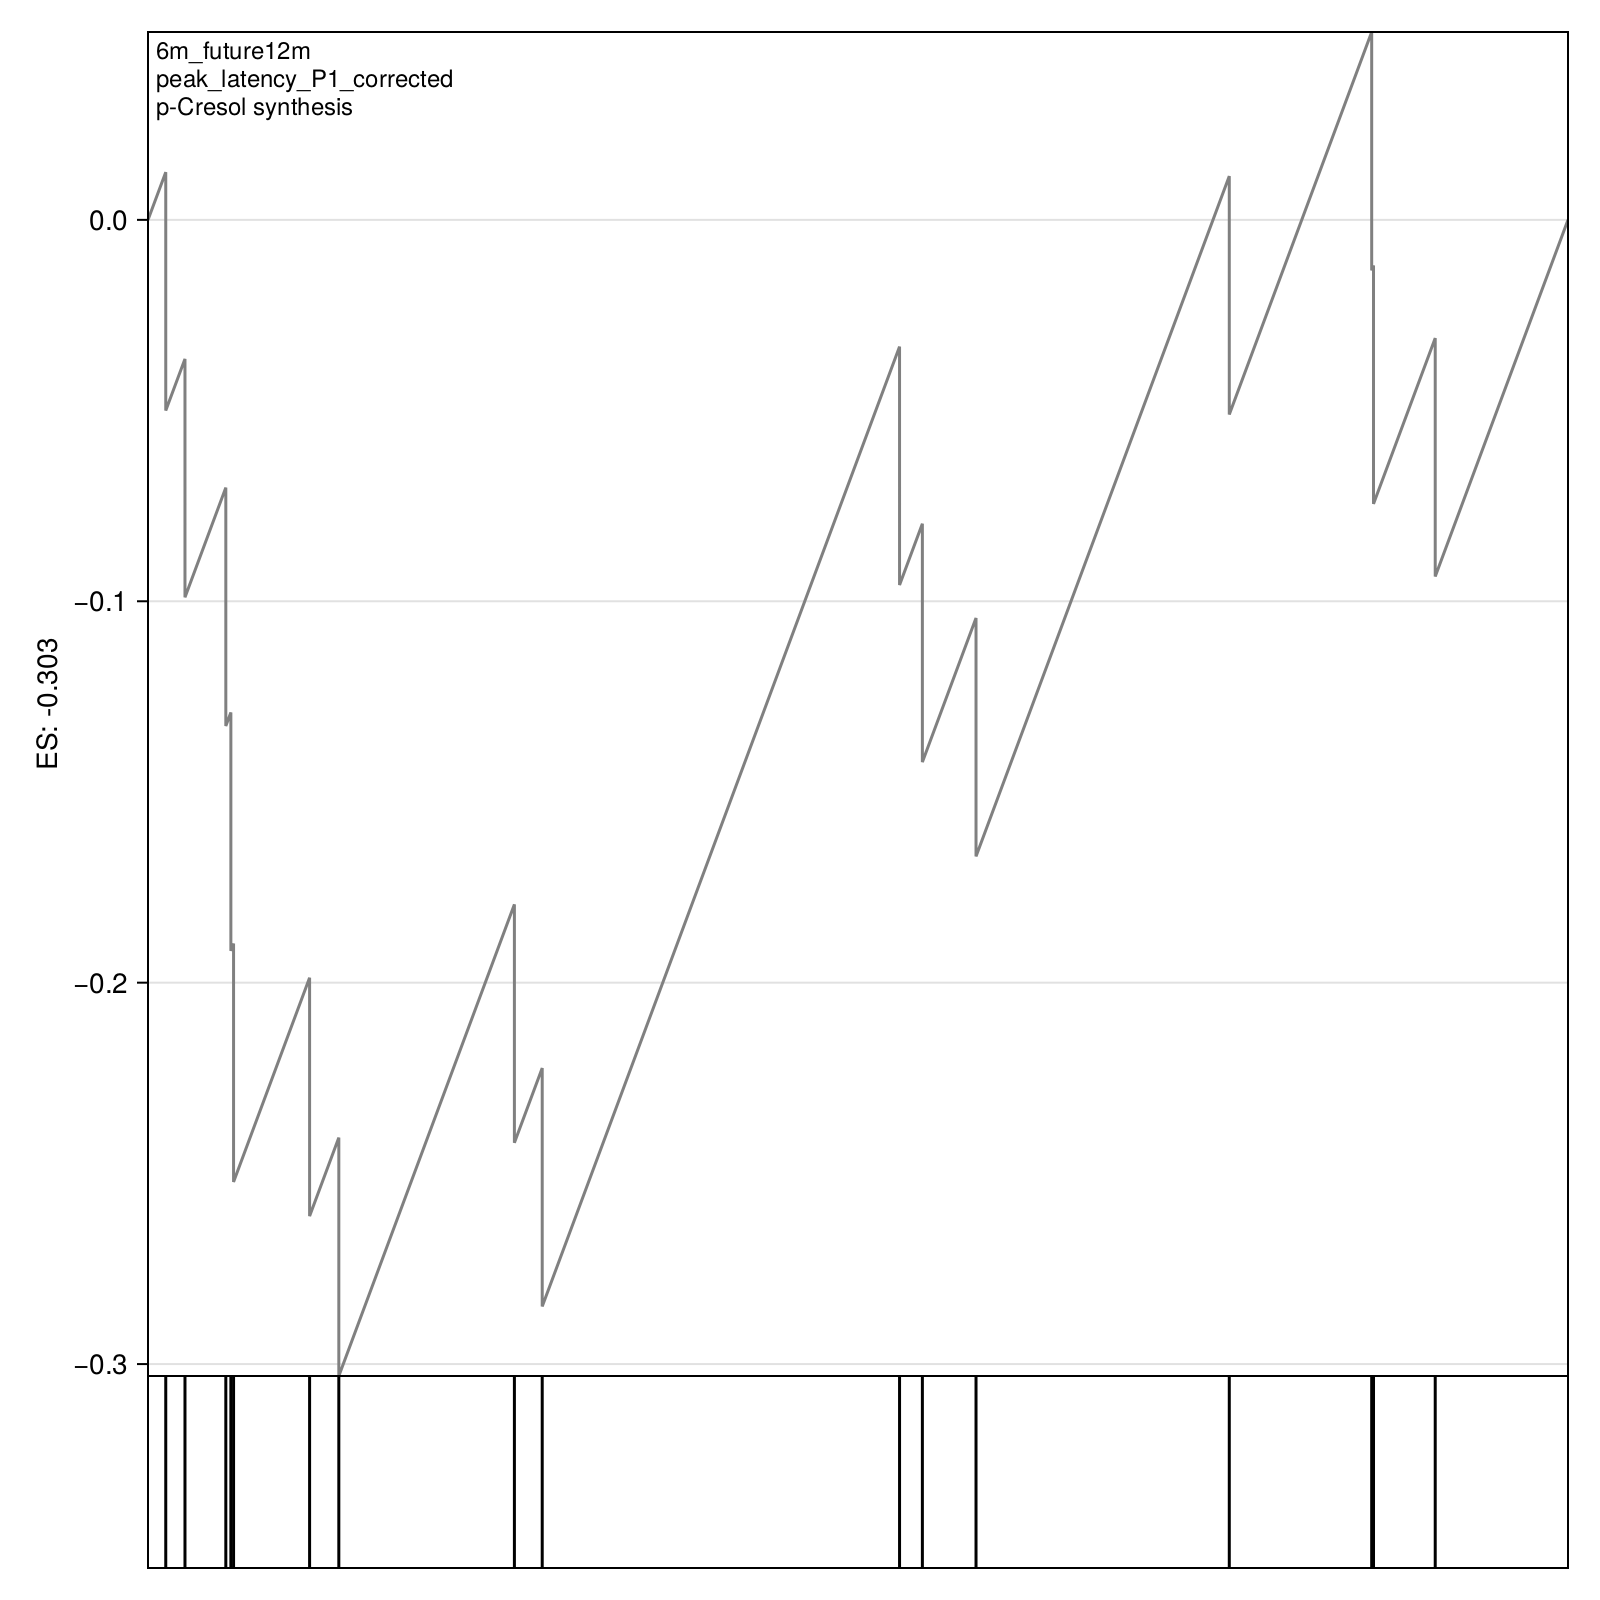 6m_future12m
peak_latency_P1_corrected
p-Cresol synthesis
0.0
−0.1
−0.2
−0.3
ES: -0.303